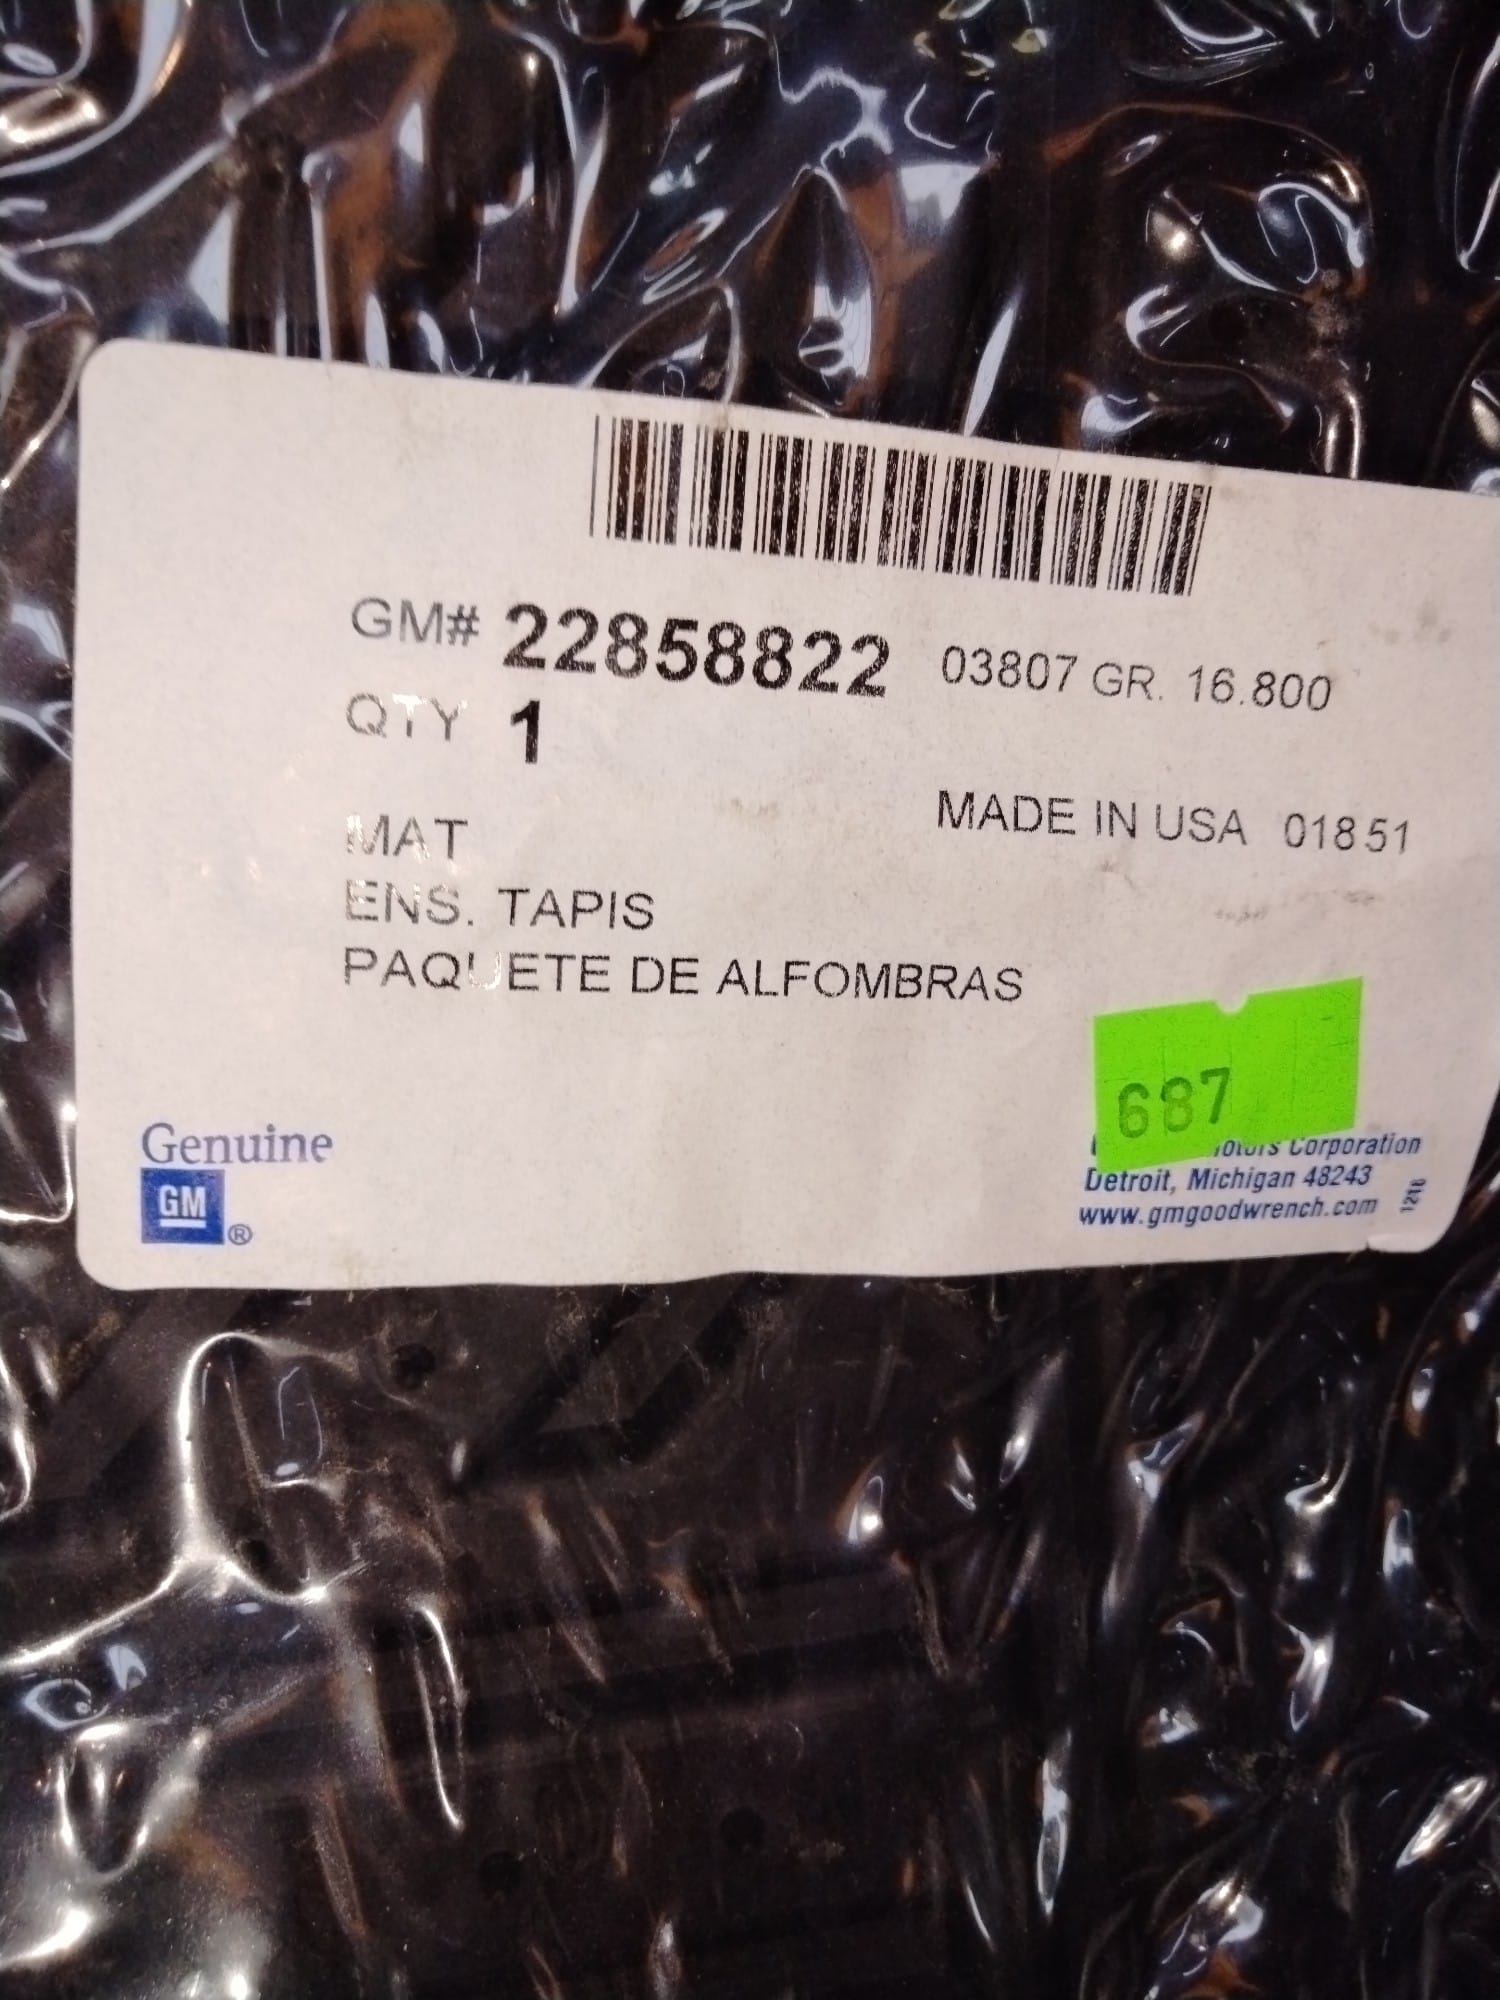 GM# 22858822 03807 GR. 16.800
QTY 1
MADE IN USA 01851
MAT
ENS. TAPIS
PAQUETE DE ALFOMBRAS
687
Genuine
GM
®
Corporation
Detroit, Michigan 48243
www.gmgoodwrench.com